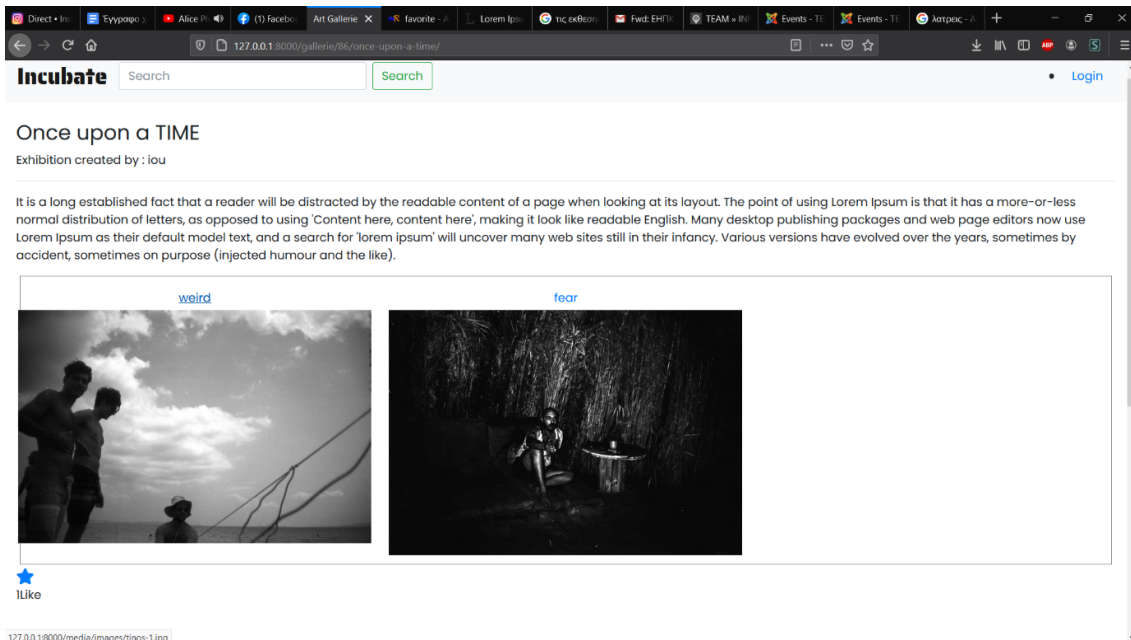 Direct • Ins
Έγγραφο χ
Alice Ph
(1) Faceboo
Art Gallerie
favorite - A
Lorem Ipsu
τις εκθεσης
Fwd: ΕΗΠΚ
TEAM » INC
Events - TE
Events - TE
λατρεις - Α
127.0.0.1:8000/gallerie/86/once-upon-a-time/
ABP
S
Incubate
Search
Search
• Login
Once upon a TIME
Exhibition created by : iou
It is a long established fact that a reader will be distracted by the readable content of a page when looking at its layout. The point of using Lorem Ipsum is that it has a more-or-less
normal distribution of letters, as opposed to using 'Content here, content here', making it look like readable English. Many desktop publishing packages and web page editors now use
Lorem Ipsum as their default model text, and a search for 'lorem ipsum' will uncover many web sites still in their infancy. Various versions have evolved over the years, sometimes by
accident, sometimes on purpose (injected humour and the like).
weird
fear
1Like
127.0.0.1:8000/media/images/tinos-1.jpg